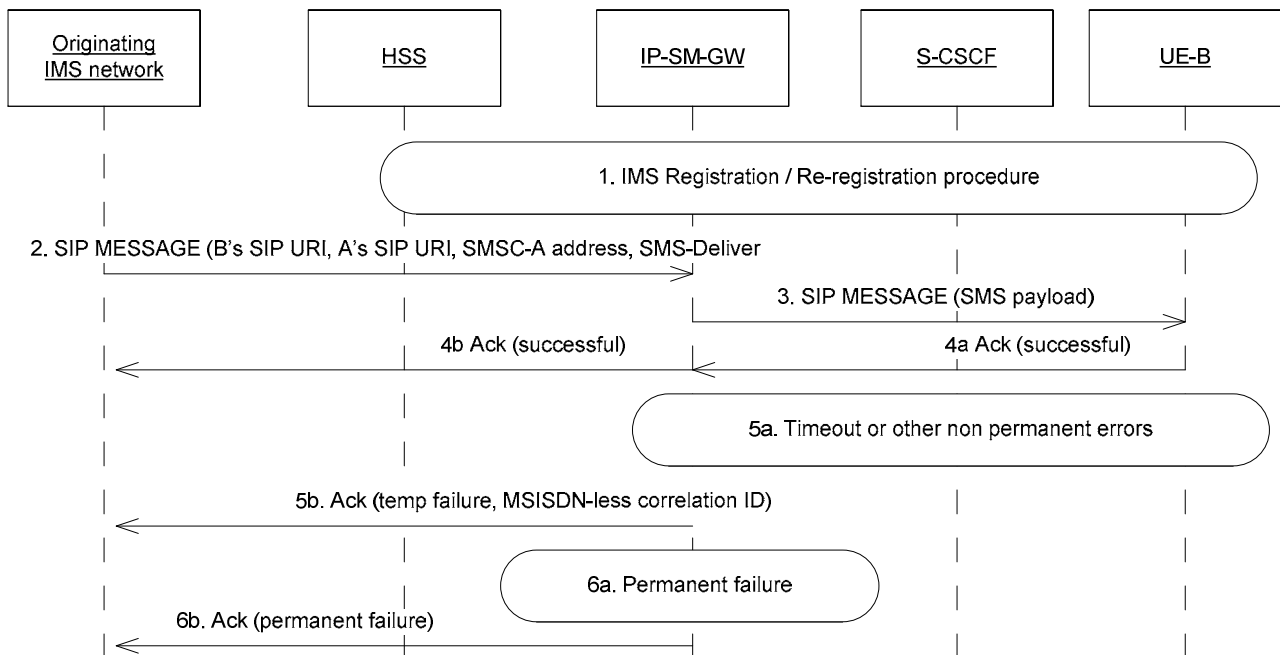 Originating
IMS network
HSS
IP-SM-GW
S-CSCF
UE-B
1. IMS Registration / Re-registration procedure
2. SIP MESSAGE (B's SIP URI, A's SIP URI, SMSC-A address, SMS-Deliver
3. SIP MESSAGE (SMS payload)
4b Ack (successful)
4a Ack (successful)
5a. Timeout or other non permanent errors
5b. Ack (temp failure, MSISDN-less correlation ID)
6a. Permanent failure
6b. Ack (permanent failure)